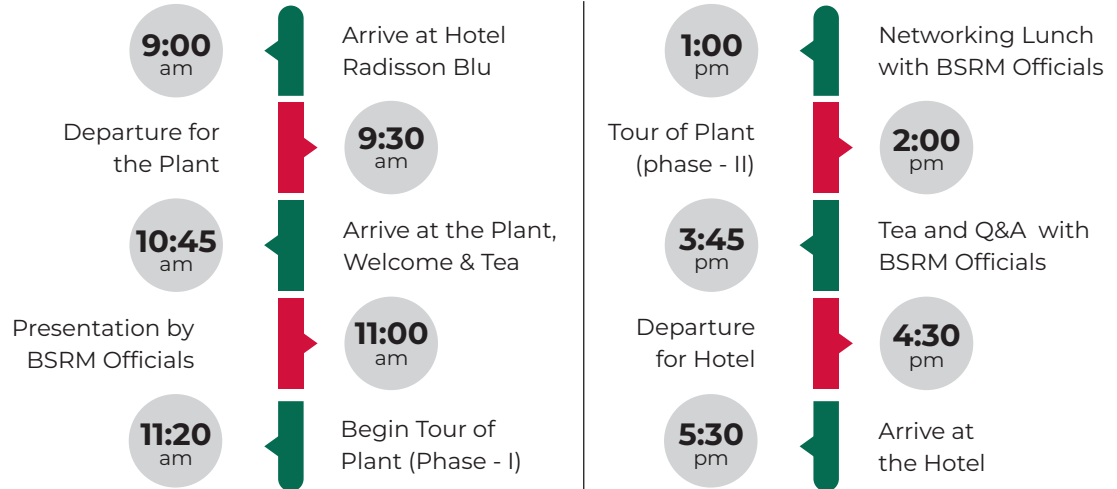 9:00
am
Arrive at Hotel
Radisson Blu
Departure for
the Plant
9:30
am
10:45
am
Arrive at the Plant,
Welcome & Tea
Presentation by
BSRM Officials
11:00
am
11:20
am
Begin Tour of
Plant (Phase - I)
1:00
pm
Networking Lunch
with BSRM Officials
Tour of Plant
(phase - II)
2:00
pm
3:45
pm
Tea and Q&A with
BSRM Officials
Departure
for Hotel
4:30
pm
5:30
pm
Arrive at
the Hotel